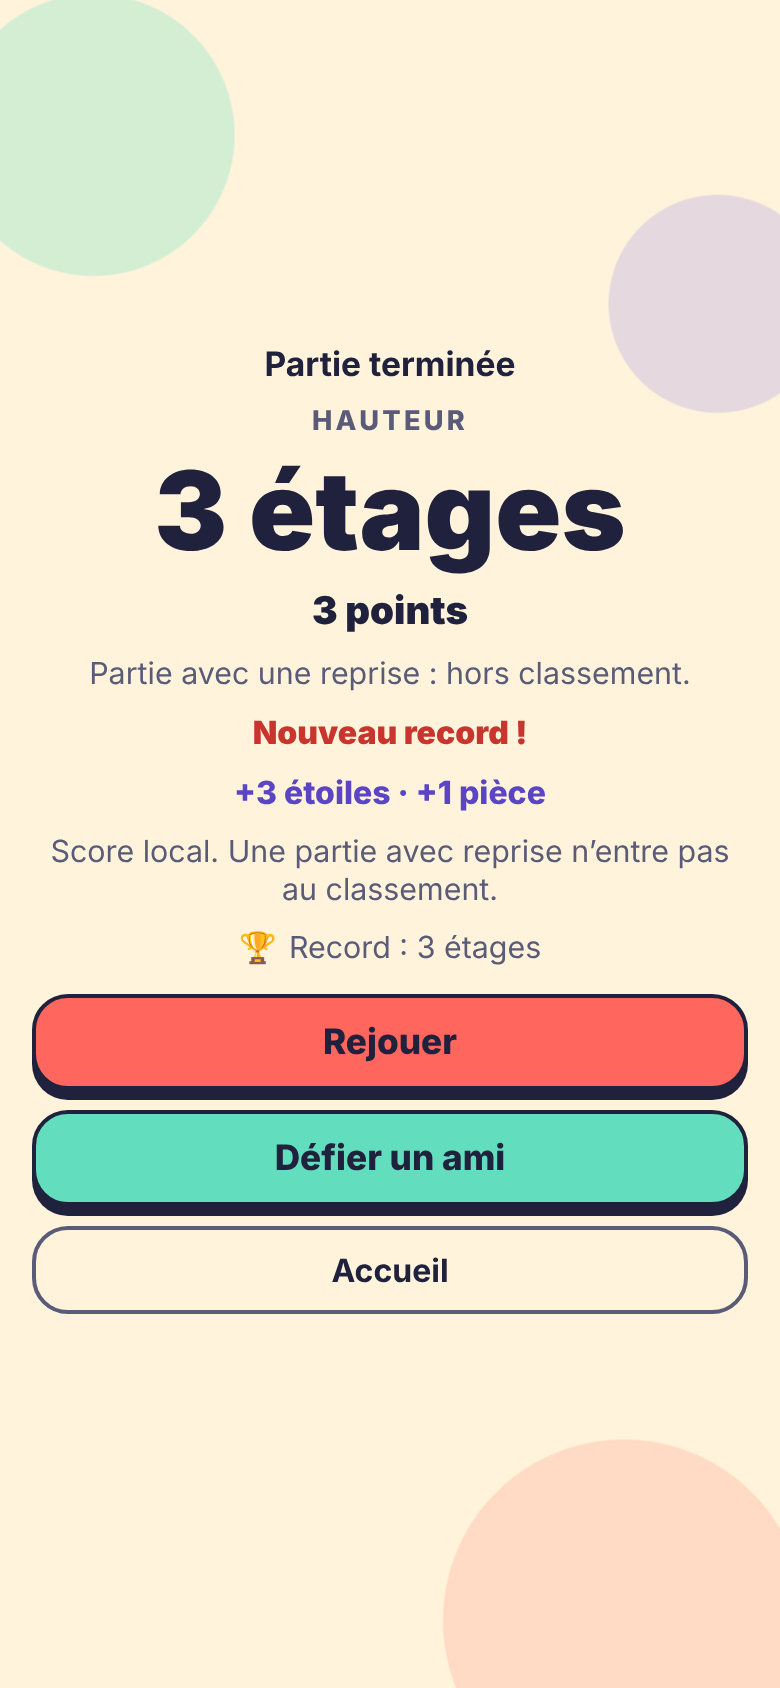 Partie terminée
HAUTEUR
3 étages
3 points
Partie avec une reprise : hors classement.
Nouveau record !
+3 étoiles · +1 pièce
Score local. Une partie avec reprise n’entre pas
au classement.
🏆 Record : 3 étages
Rejouer
Défier un ami
Accueil